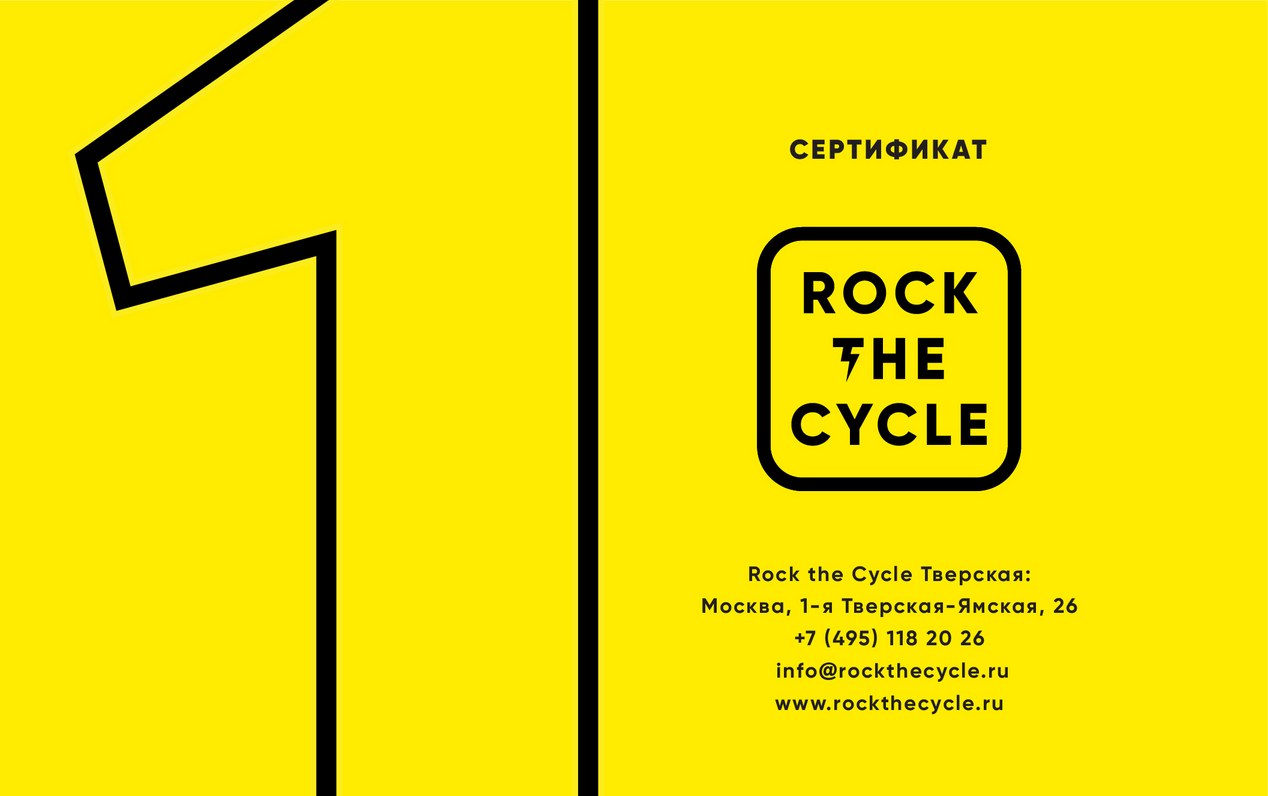 1
СЕРТИФИКАТ
ROCK
THE
CYCLE
Rock the Cycle Тверская:
Москва, 1-я Тверская-Ямская, 26
+7 (495) 118 20 26
info@rockthecycle.ru
www.rockthecycle.ru